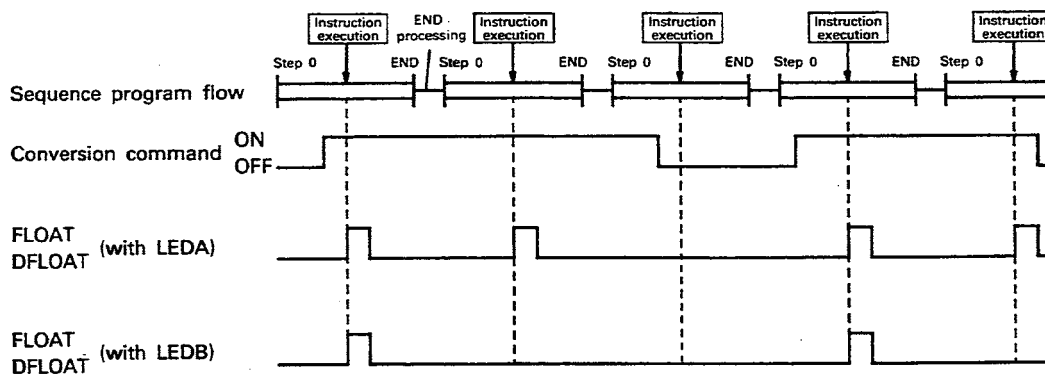 Instruction execution
END processing
Instruction execution
Instruction execution
Instruction execution
Instruction execution
Step 0 END Step 0 END Step 0 END Step 0 END Step 0
Sequence program flow
Conversion command ON OFF
FLOAT DFLOAT (with LEDA)
FLOAT DFLOAT (with LEDB)